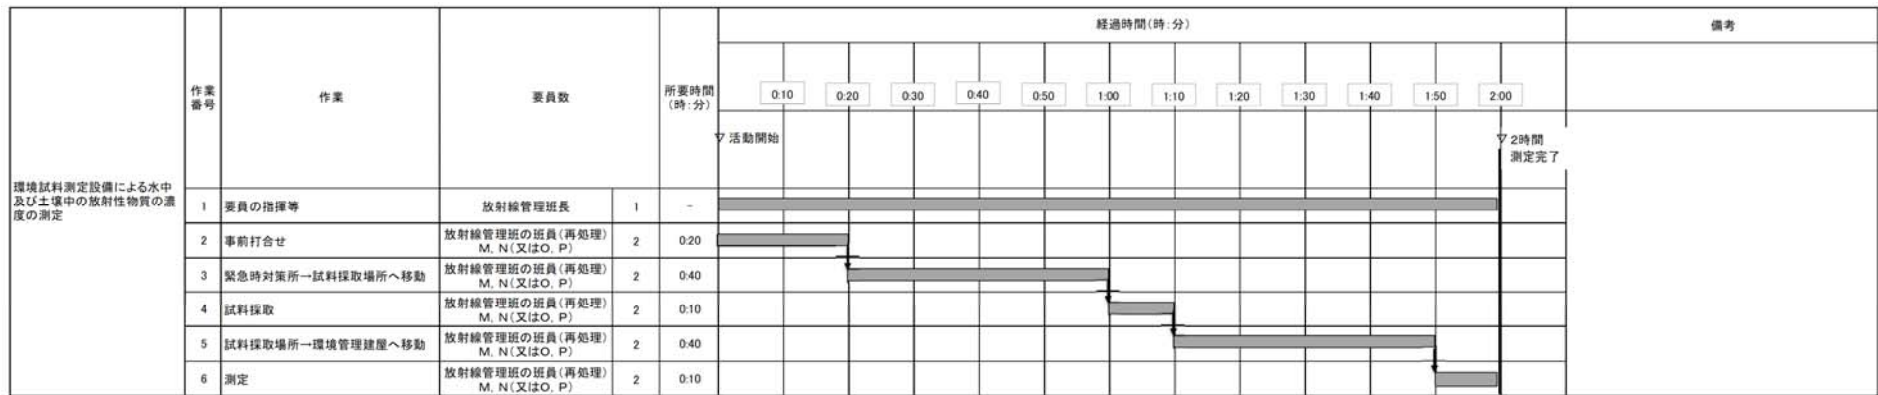 経過時間(時:分)
備考
作業
番号
作業
要員数
所要時間
(時:分)
0:10
0:20
0:30
0:40
0:50
1:00
1:10
1:20
1:30
1:40
1:50
2:00
▽ 活動開始
▽ 2時間
測定完了
環境試料測定設備による水中
及び土壌中の放射性物質の濃
度の測定
1 要員の指揮等 放射線管理班長 1 -
2 事前打合せ 放射線管理班の班員(再処理)
M, N(又はO, P) 2 0:20
3 緊急時対策所→試料採取場所へ移動 放射線管理班の班員(再処理)
M, N(又はO, P) 2 0:40
4 試料採取 放射線管理班の班員(再処理)
M, N(又はO, P) 2 0:10
5 試料採取場所→環境管理建屋へ移動 放射線管理班の班員(再処理)
M, N(又はO, P) 2 0:40
6 測定 放射線管理班の班員(再処理)
M, N(又はO, P) 2 0:10